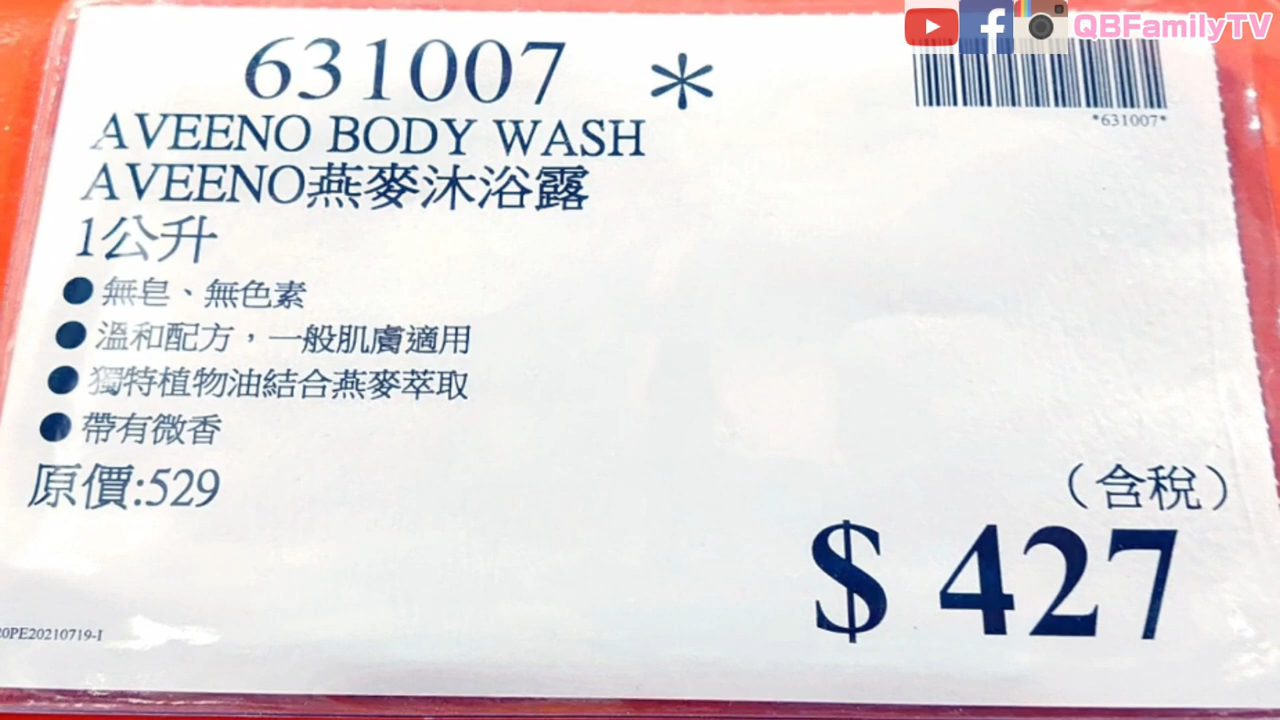 QBFamilyTV
631007 *
*631007*
AVEENO BODY WASH
AVEENO燕麥沐浴露
1公升
●無皂、無色素
●溫和配方，一般肌膚適用
●獨特植物油結合燕麥萃取
●帶有微香
原價:529
（含稅）
$ 427
0PE20210719-I